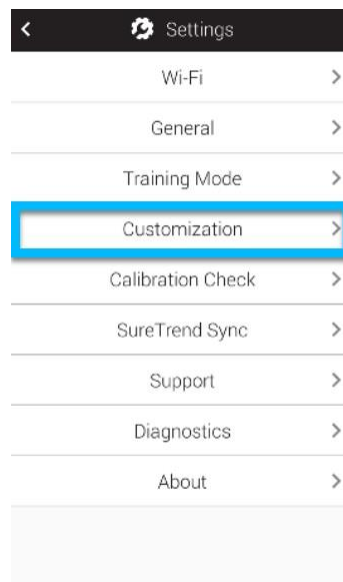 Settings
Wi-Fi
General
Training Mode
Customization
Calibration Check
SureTrend Sync
Support
Diagnostics
About